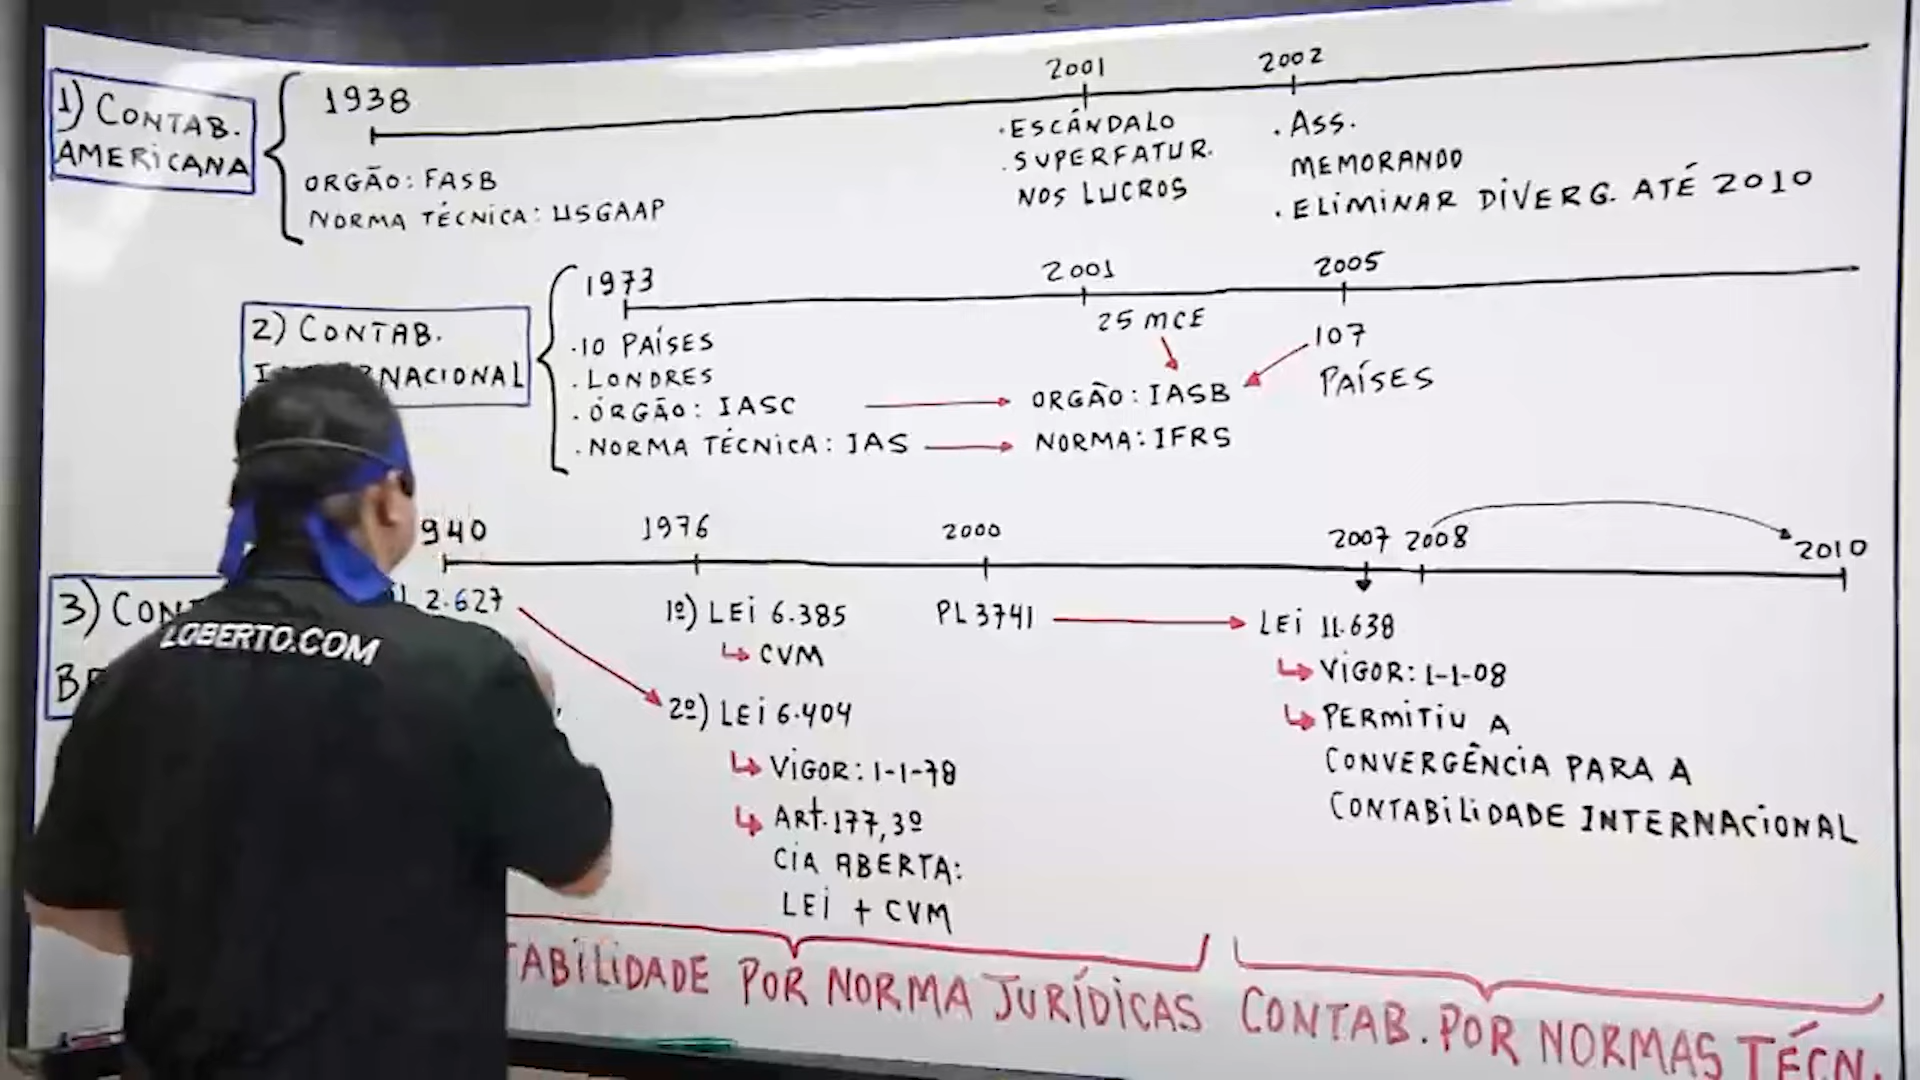 1) CONTAB.
AMERICANA
1938
2001
2002
ORGÃO: FASB
NORMA TÉCNICA: USGAAP
. ESCÂNDALO
. SUPERFATUR.
NOS LUCROS
. ASS.
MEMORANDO
. ELIMINAR DIVERG. ATÉ 2010
2) CONTAB.
NACIONAL
1973
2001
2005
. 10 PAÍSES
. LONDRES
. ÓRGÃO: IASC
. NORMA TÉCNICA: IAS
25 MCE
ORGÃO: IASB
NORMA: IFRS
107
PAÍSES
3) CON
940
1976
2000
2007
2008
2010
2.627
1º) LEI 6.385
CVM
2º) LEI 6.404
VIGOR: 1-1-78
ART. 177, 3º
CIA ABERTA:
LEI + CVM
PL 3741
LEI 11.638
VIGOR: 1-1-08
PERMITIU A
CONVERGÊNCIA PARA A
CONTABILIDADE INTERNACIONAL
TABILIDADE POR NORMA JURÍDICAS
CONTAB. POR NORMAS TÉCN.
LOBERTO.COM